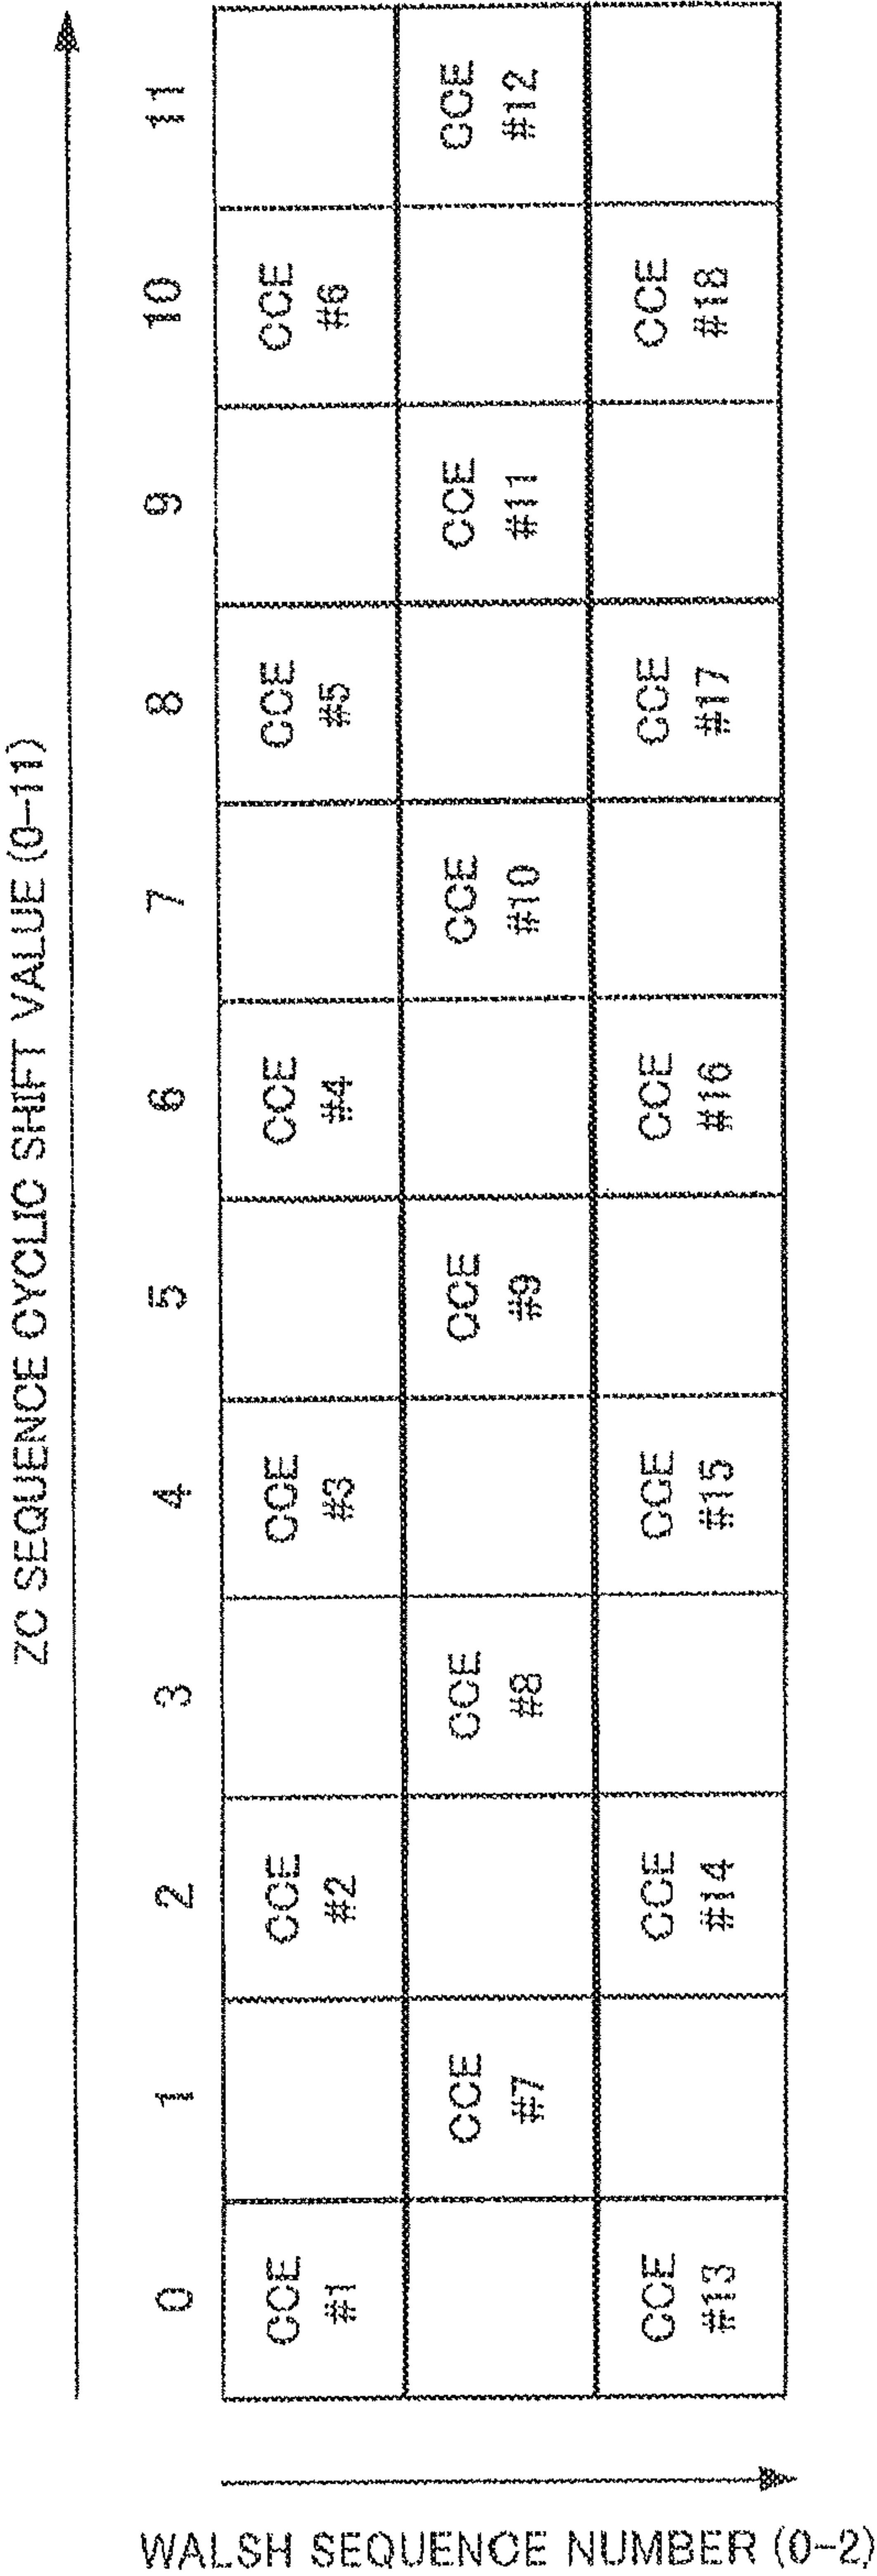 ZC SEQUENCE CYCLIC SHIFT VALUE (0-11)
0 1 2 3 4 5 6 7 8 9 10 11
CCE
#1
CCE
#2
CCE
#3
CCE
#4
CCE
#5
CCE
#6
CCE
#7
CCE
#8
CCE
#9
CCE
#10
CCE
#11
CCE
#12
CCE
#13
CCE
#14
CCE
#15
CCE
#16
CCE
#17
CCE
#18
WALSH SEQUENCE NUMBER (0-2)